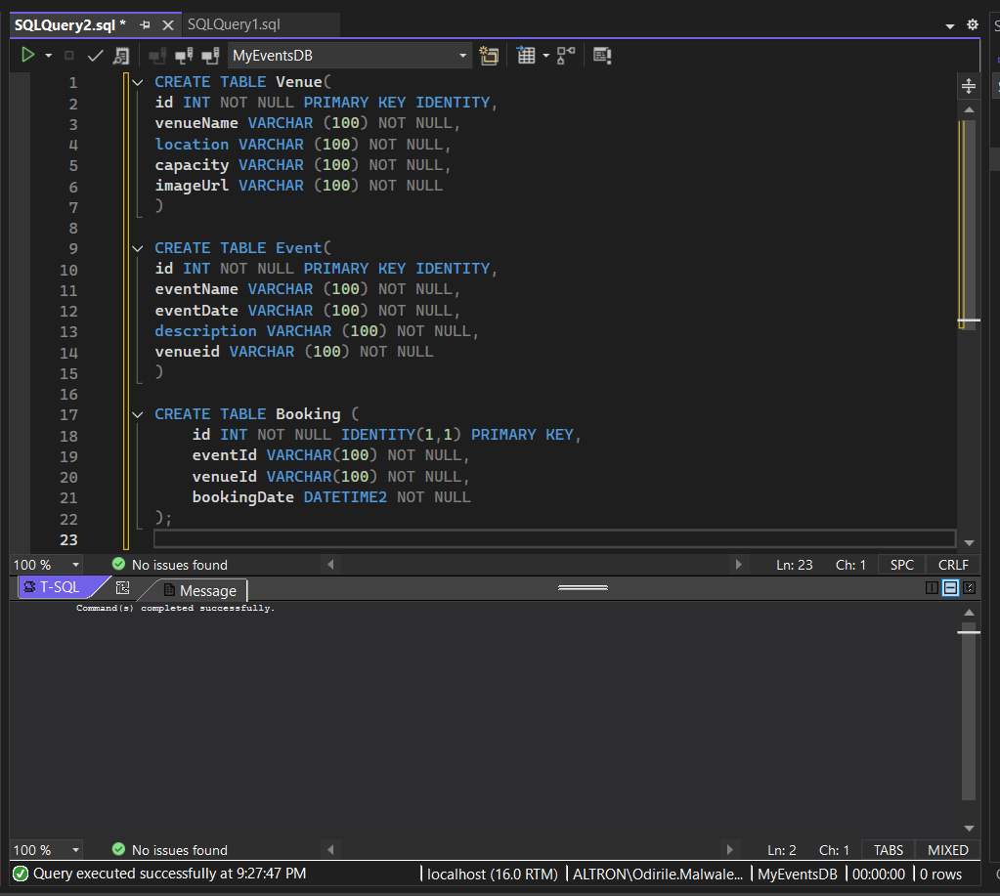 SQLQuery2.sql *
SQLQuery1.sql
MyEventsDB
1 CREATE TABLE Venue(
2 id INT NOT NULL PRIMARY KEY IDENTITY,
3 venueName VARCHAR (100) NOT NULL,
4 location VARCHAR (100) NOT NULL,
5 capacity VARCHAR (100) NOT NULL,
6 imageUrl VARCHAR (100) NOT NULL
7 )
8
9 CREATE TABLE Event(
10 id INT NOT NULL PRIMARY KEY IDENTITY,
11 eventName VARCHAR (100) NOT NULL,
12 eventDate VARCHAR (100) NOT NULL,
13 description VARCHAR (100) NOT NULL,
14 venueid VARCHAR (100) NOT NULL
15 )
16
17 CREATE TABLE Booking (
18 id INT NOT NULL IDENTITY(1,1) PRIMARY KEY,
19 eventId VARCHAR(100) NOT NULL,
20 venueId VARCHAR(100) NOT NULL,
21 bookingDate DATETIME2 NOT NULL
22 );
23
100 % No issues found Ln: 23 Ch: 1 SPC CRLF
T-SQL Message
Command(s) completed successfully.
100 % No issues found Ln: 2 Ch: 1 TABS MIXED
Query executed successfully at 9:27:47 PM localhost (16.0 RTM) ALTRON\Odirile.Malwale... MyEventsDB 00:00:00 0 rows